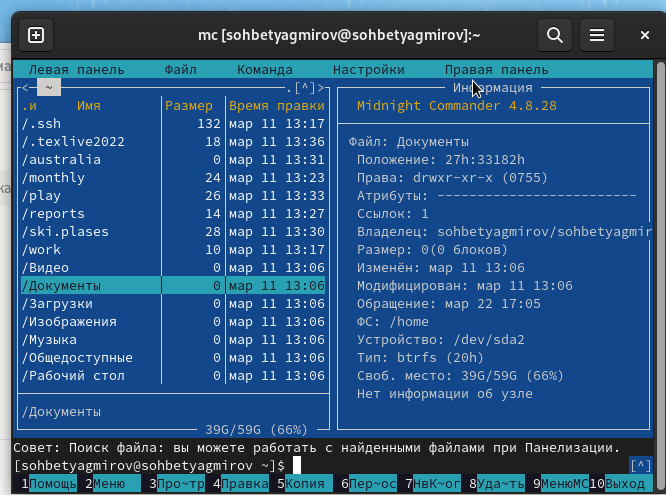 mc [sohbetyagmirov@sohbetyagmirov]:~
Левая панель Файл Команда Настройки Правая панель
<─ ~ .[^]>
.и Имя Размер Время правки
/.ssh 132 мар 11 13:17
/.texlive2022 18 мар 11 13:36
/australia 0 мар 11 13:31
/monthly 24 мар 11 13:23
/play 26 мар 11 13:33
/reports 14 мар 11 13:27
/ski.plases 28 мар 11 13:30
/work 10 мар 11 13:17
/Видео 0 мар 11 13:06
/Документы 0 мар 11 13:06
/Загрузки 0 мар 11 13:06
/Изображения 0 мар 11 13:06
/Музыка 0 мар 11 13:06
/Общедоступные 0 мар 11 13:06
/Рабочий стол 0 мар 11 13:06
/Документы
39G/59G (66%)
Информация
Midnight Commander 4.8.28
Файл: Документы
Положение: 27h:33182h
Права: drwxr-xr-x (0755)
Атрибуты: -------------------------
Ссылок: 1
Владелец: sohbetyagmirov/sohbetyagmir
Размер: 0(0 блоков)
Изменён: мар 11 13:06
Модифицирован: мар 11 13:06
Обращение: мар 22 17:05
ФС: /home
Устройство: /dev/sda2
Тип: btrfs (20h)
Своб. место: 39G/59G (66%)
Нет информации об узле
Совет: Поиск файла: вы можете работать с найденными файлами при Панелизации.
[sohbetyagmirov@sohbetyagmirov ~]$ [^]
1Помощь 2Меню 3Про~тр 4Правка 5Копия 6Пер~ос 7НвК~ог 8Уда~ть 9МенюМС 10Выход